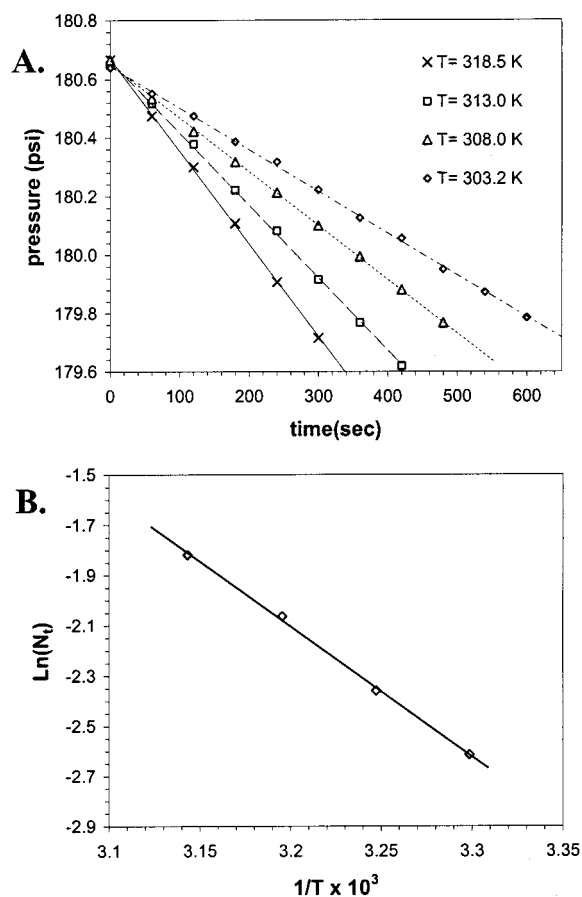 A.
180.8
180.6
180.4
180.2
180.0
179.8
179.6
pressure (psi)
× T= 318.5 K
□ T= 313.0 K
△ T= 308.0 K
◇ T= 303.2 K
0 100 200 300 400 500 600
time(sec)
B.
-1.5
-1.7
-1.9
-2.1
-2.3
-2.5
-2.7
-2.9
Ln(Nt)
3.1 3.15 3.2 3.25 3.3 3.35
1/T x 10³